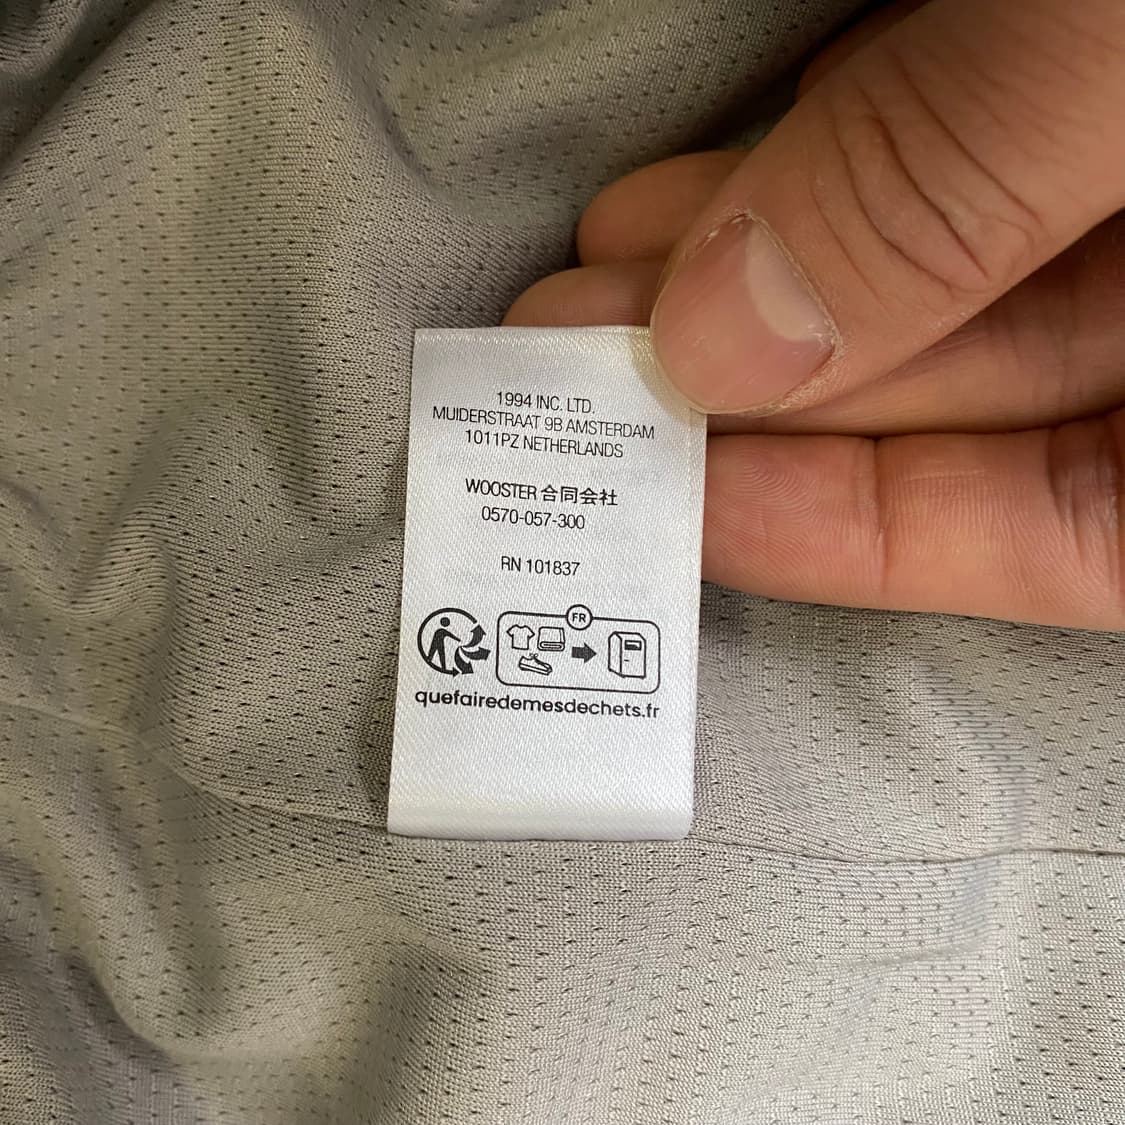 1994 INC. LTD.
MUIDERSTRAAT 9B AMSTERDAM
1011PZ NETHERLANDS
WOOSTER 合同会社
0570-057-300
RN 101837
FR
quefairedemesdechets.fr